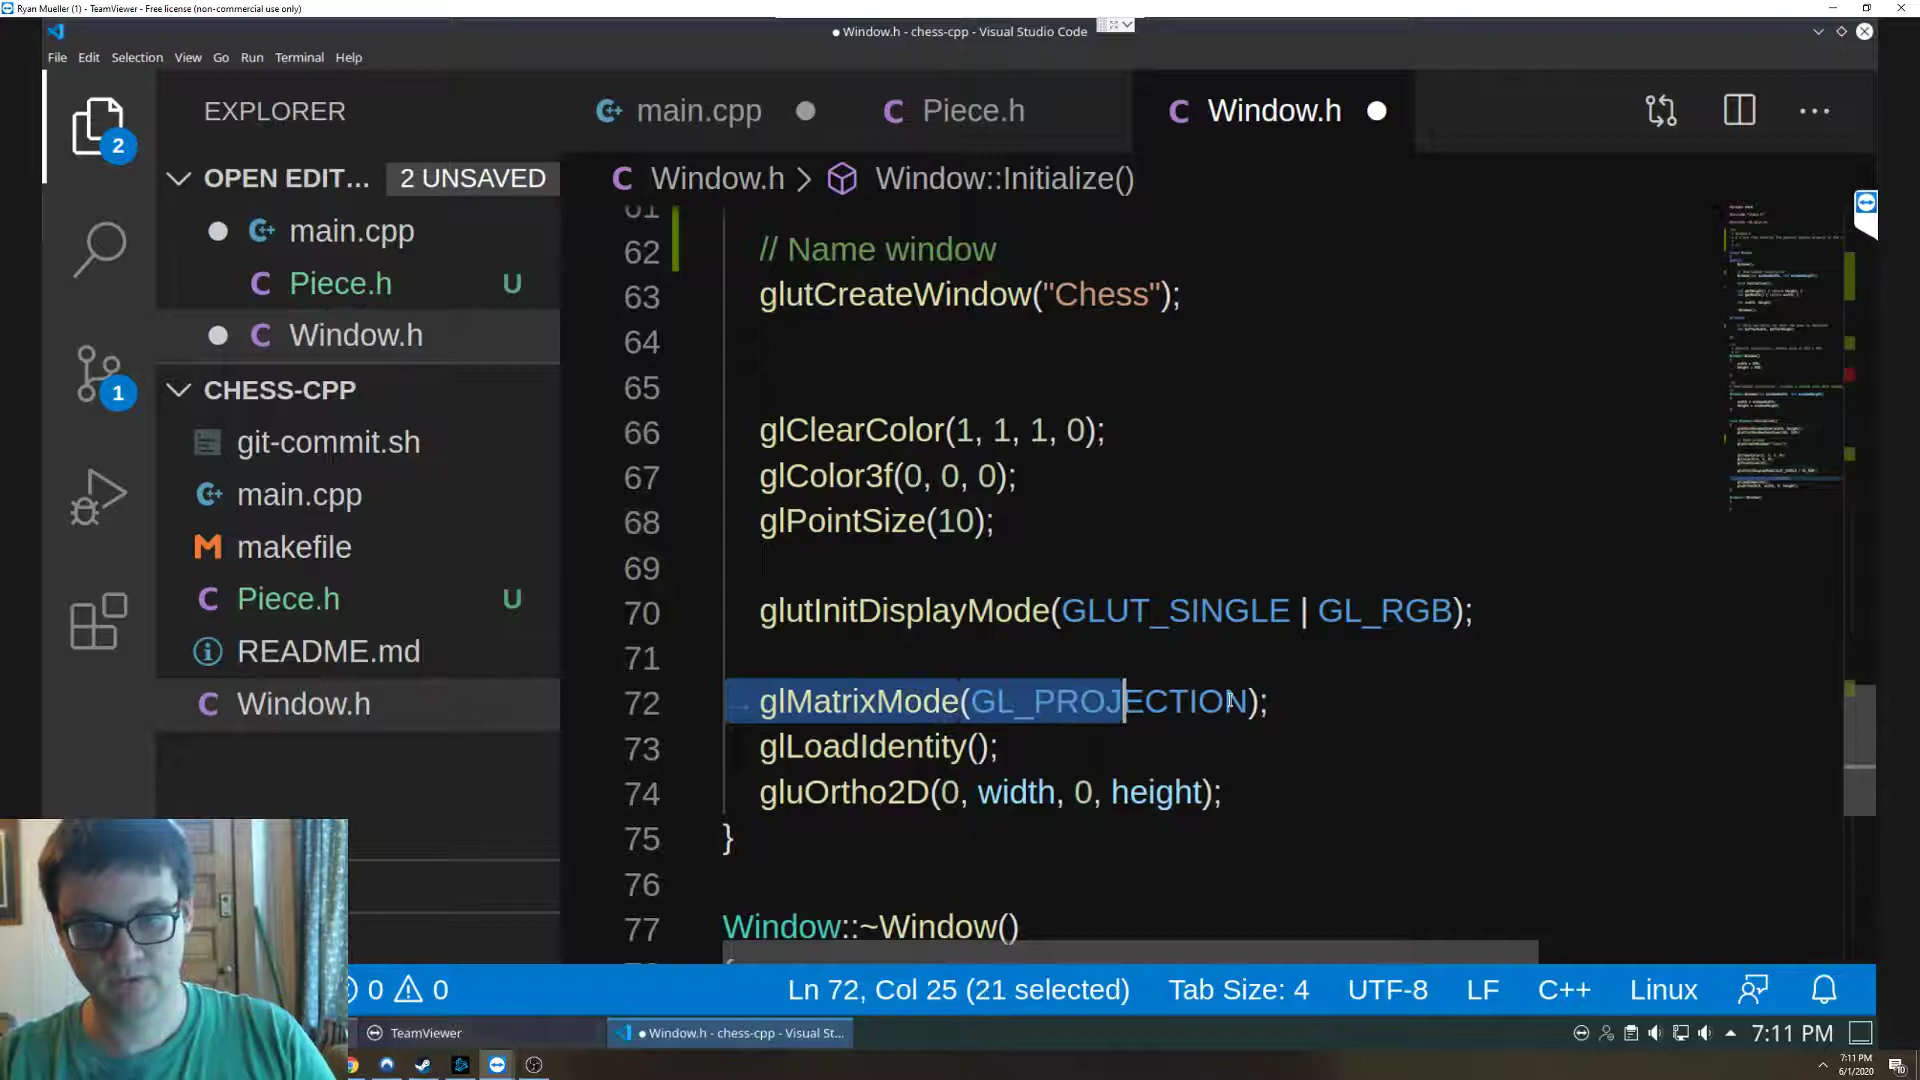 Ryan Mueller (1) - TeamViewer - Free license (non-commercial use only)
● Window.h - chess-cpp - Visual Studio Code
File Edit Selection View Go Run Terminal Help
EXPLORER
main.cpp
Piece.h
Window.h
2
OPEN EDIT... 2 UNSAVED
Window.h > Window::Initialize()
main.cpp
Piece.h U
Window.h
1
CHESS-CPP
git-commit.sh
main.cpp
makefile
Piece.h U
README.md
Window.h
61
62 // Name window
63 glutCreateWindow("Chess");
64
65
66 glClearColor(1, 1, 1, 0);
67 glColor3f(0, 0, 0);
68 glPointSize(10);
69
70 glutInitDisplayMode(GLUT_SINGLE | GL_RGB);
71
72 glMatrixMode(GL_PROJECTION);
73 glLoadIdentity();
74 gluOrtho2D(0, width, 0, height);
75 }
76
77 Window::~Window()
0 0 Ln 72, Col 25 (21 selected) Tab Size: 4 UTF-8 LF C++ Linux
TeamViewer
● Window.h - chess-cpp - Visual St...
7:11 PM
7:11 PM
6/1/2020